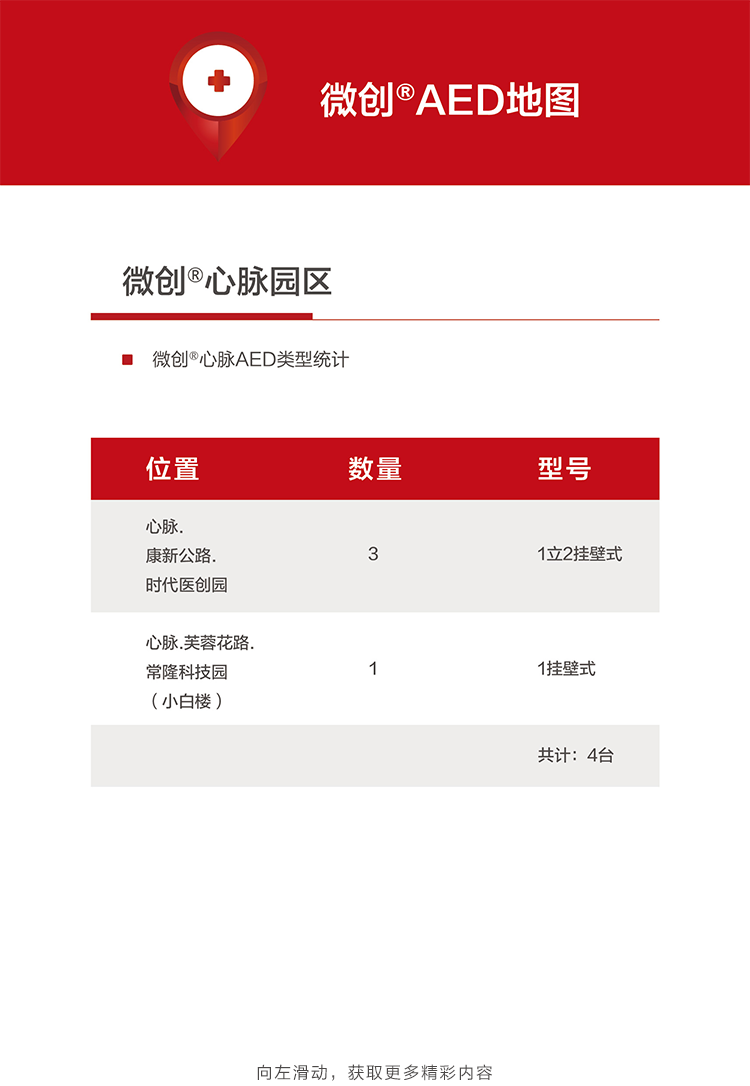 微创®AED地图
微创®心脉园区
微创®心脉AED类型统计
位置 数量 型号
心脉.
康新公路.
时代医创园
3
1立2挂壁式
心脉.芙蓉花路.
常隆科技园
（小白楼）
1
1挂壁式
共计：4台
向左滑动，获取更多精彩内容